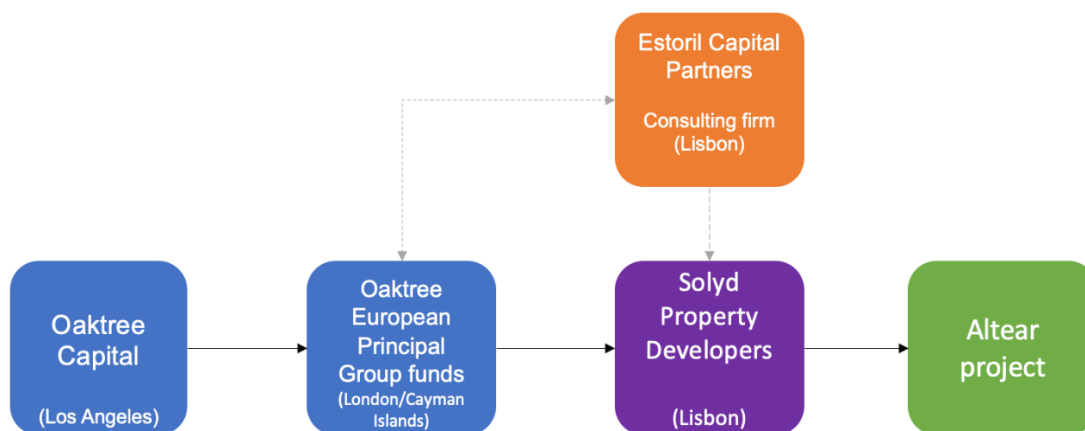 Estoril Capital
Partners
Consulting firm
(Lisbon)
Oaktree
Capital
(Los Angeles)
Oaktree
European
Principal
Group funds
(London/Cayman
Islands)
Solyd
Property
Developers
(Lisbon)
Altear
project